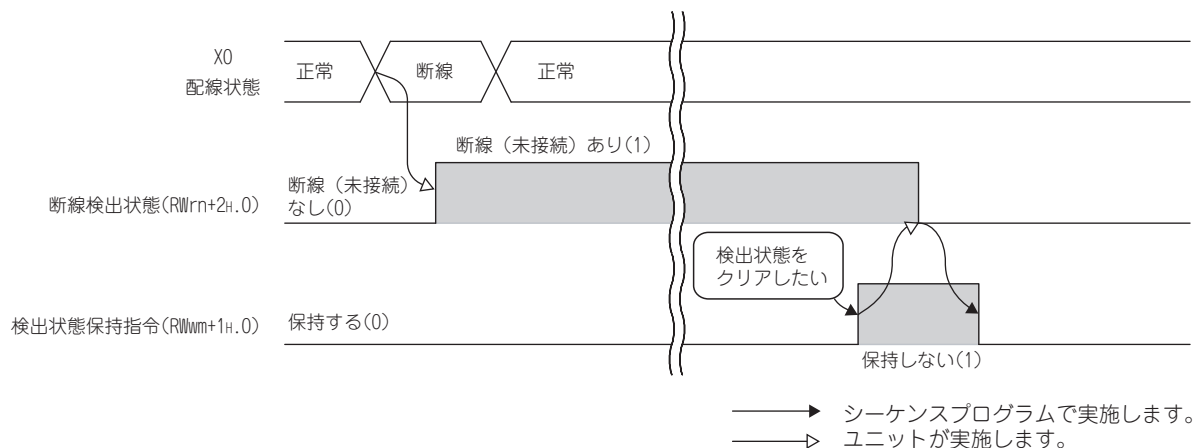 X0
配線状態
正常
断線
正常
断線（未接続）あり(1)
断線（未接続）
なし(0)
断線検出状態(RWrn+2H.0)
検出状態を
クリアしたい
検出状態保持指令(RWwm+1H.0)
保持する(0)
保持しない(1)
シーケンスプログラムで実施します。
ユニットが実施します。